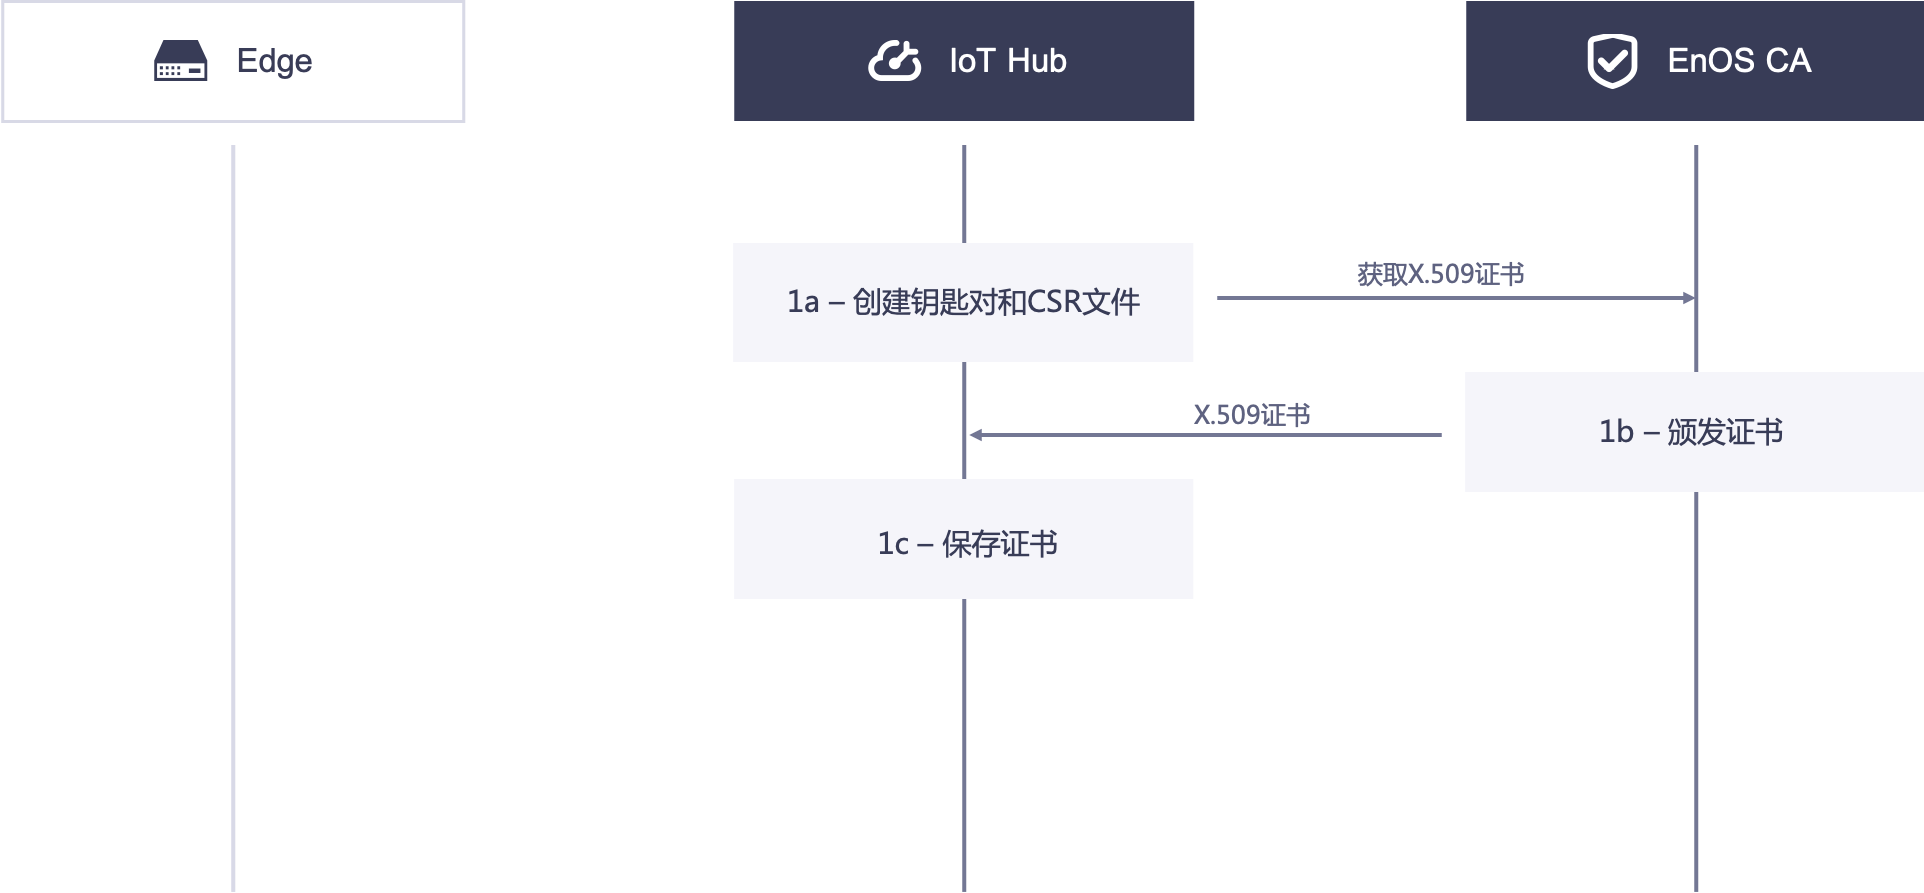 Edge
IoT Hub
EnOS CA
获取X.509证书
1a – 创建钥匙对和CSR文件
X.509证书
1b – 颁发证书
1c – 保存证书